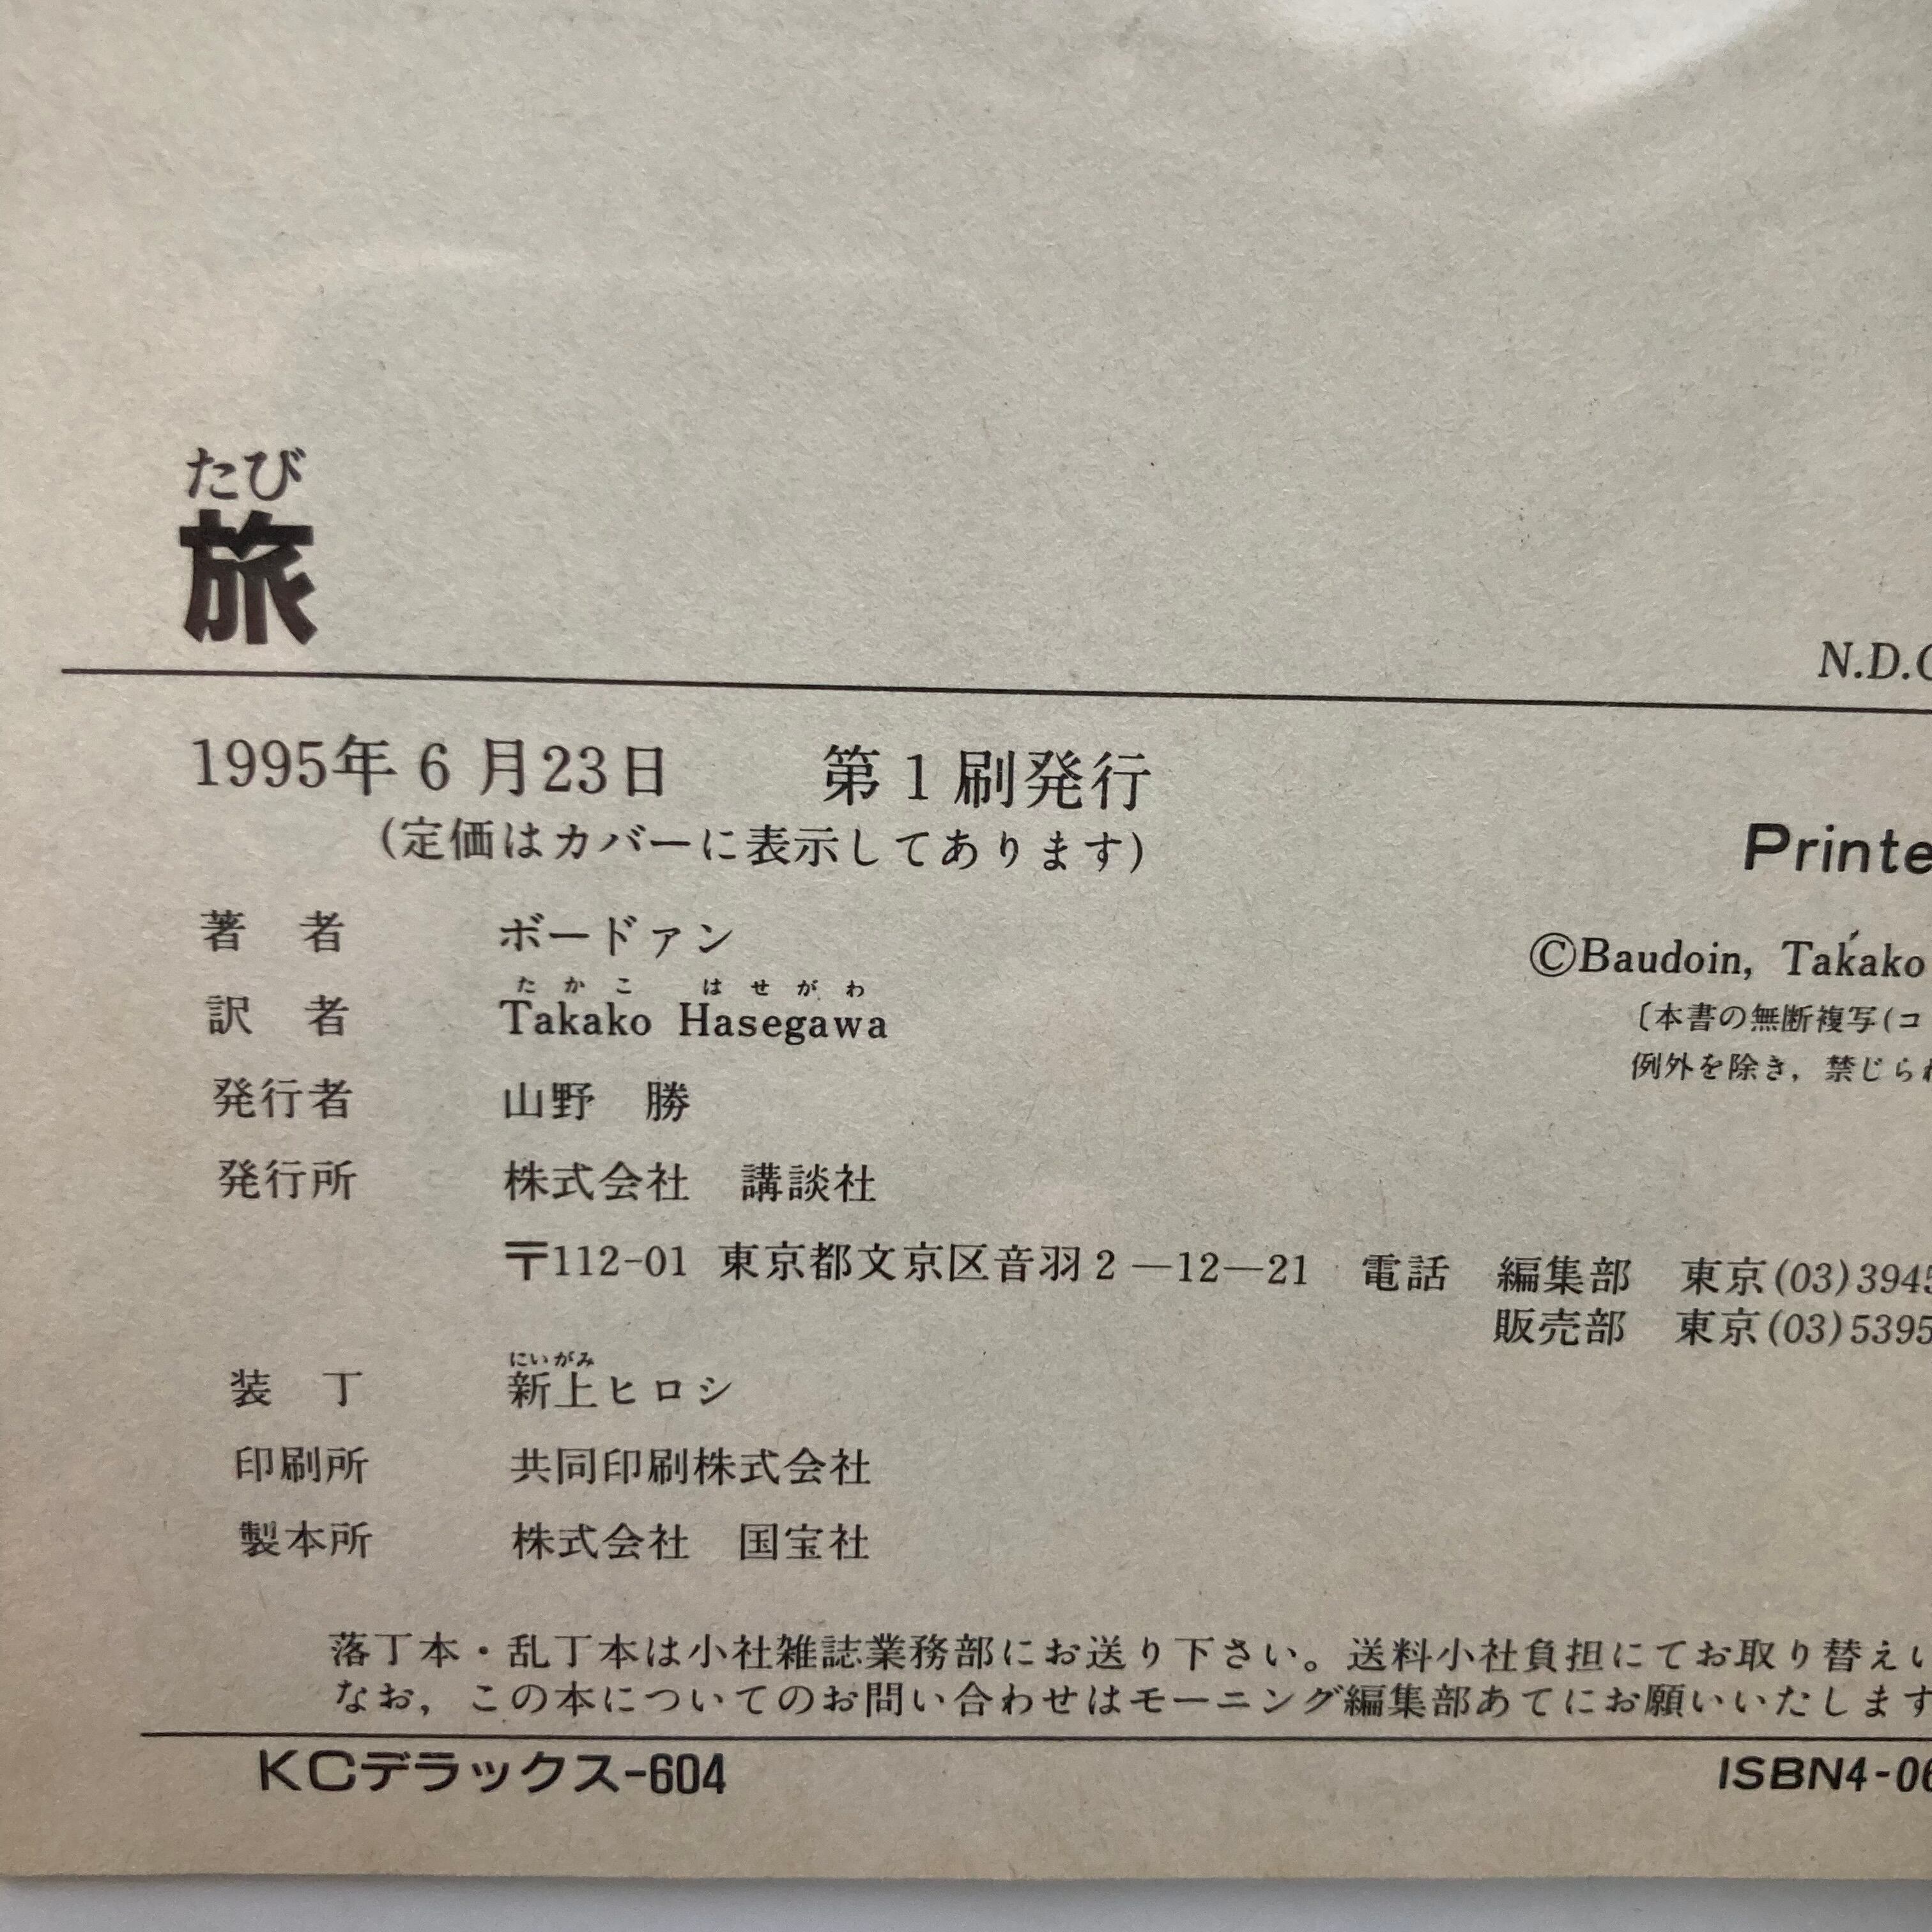 たび
旅
N.D.C
1995年6月23日 第1刷発行
(定価はカバーに表示してあります)
Printe
著 者 ボードァン
©Baudoin, Takako
たかこ はせがわ
訳 者 Takako Hasegawa
〔本書の無断複写(コ
例外を除き，禁じられ
発行者 山野 勝
発行所 株式会社 講談社
〒112-01 東京都文京区音羽2—12—21 電話 編集部 東京(03)3945
販売部 東京(03)5395
にいがみ
装 丁 新上ヒロシ
印刷所 共同印刷株式会社
製本所 株式会社 国宝社
落丁本・乱丁本は小社雑誌業務部にお送り下さい。送料小社負担にてお取り替えい
なお，この本についてのお問い合わせはモーニング編集部あてにお願いいたします
KCデラックス-604
ISBN4-06